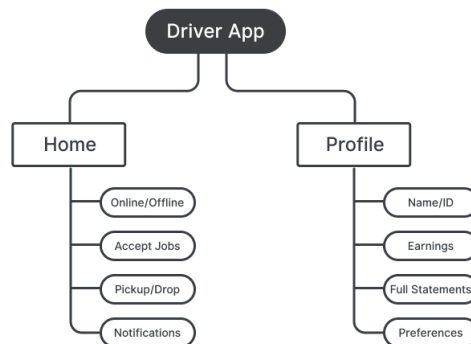 Driver App
Home
Profile
Online/Offline
Name/ID
Accept Jobs
Earnings
Pickup/Drop
Full Statements
Notifications
Preferences